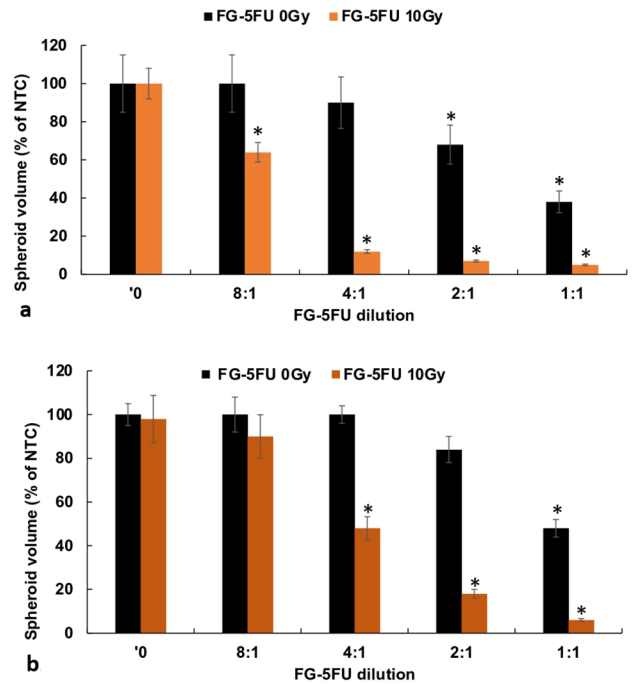 FG-5FU 0Gy FG-5FU 10Gy
Spheroid volume (% of NTC)
120
100
80
60
40
20
0
* * * * * *
'0 8:1 4:1 2:1 1:1
FG-5FU dilution
a
FG-5FU 0Gy FG-5FU 10Gy
Spheroid volume (% of NTC)
120
100
80
60
40
20
0
* * * *
'0 8:1 4:1 2:1 1:1
FG-5FU dilution
b